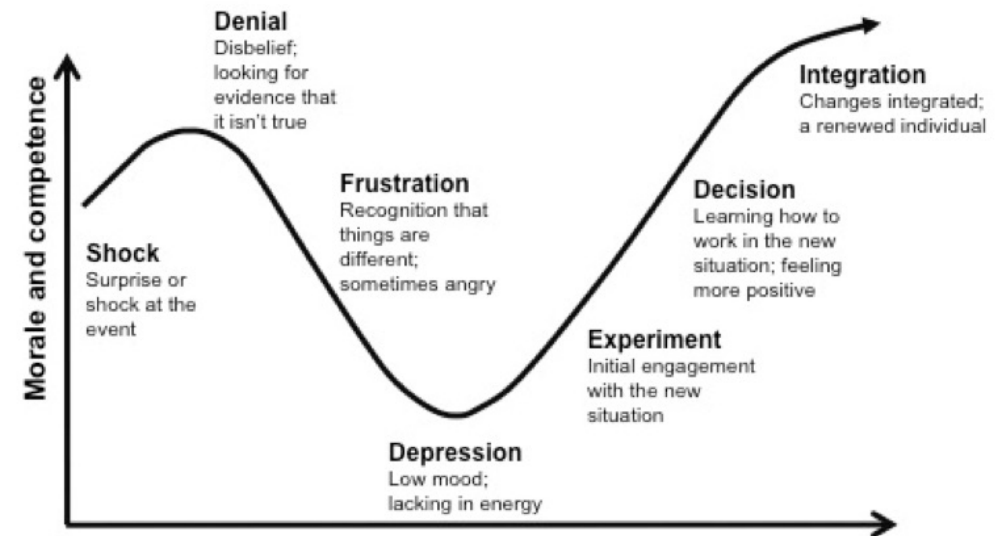 Morale and competence
Shock
Surprise or
shock at the
event
Denial
Disbelief;
looking for
evidence that
it isn't true
Frustration
Recognition that
things are
different;
sometimes angry
Depression
Low mood;
lacking in energy
Experiment
Initial engagement
with the new
situation
Decision
Learning how to
work in the new
situation; feeling
more positive
Integration
Changes integrated;
a renewed individual